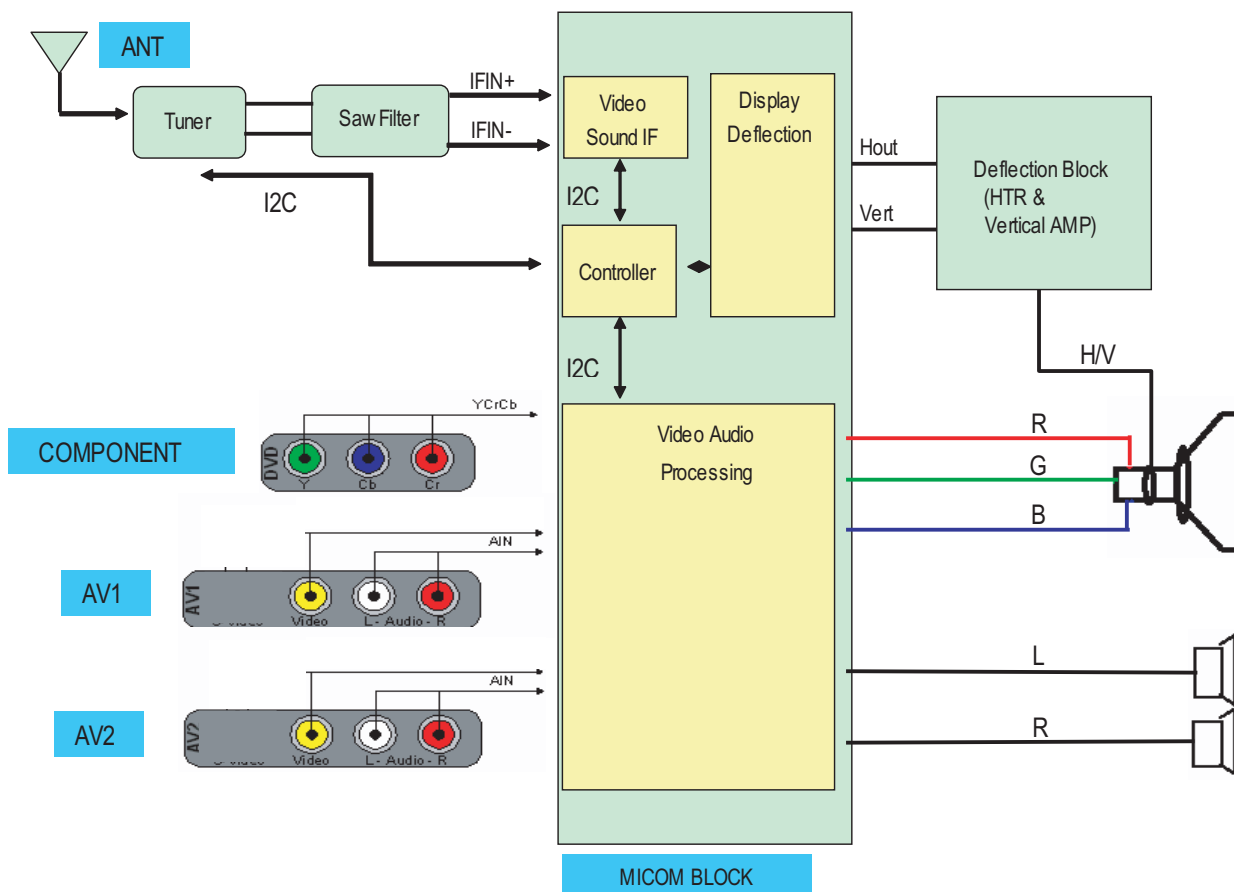 ANT
Tuner
Saw Filter
IFIN+
IFIN-
I2C
Video
Sound IF
Display
Deflection
I2C
Controller
I2C
Hout
Vert
Deflection Block
(HTR &
Vertical AMP)
H/V
COMPONENT
YCrCb
DVD
Y
Cb
Cr
Video Audio
Processing
R
G
B
AV1
AIN
AV1
Video
L - Audio - R
AV2
AIN
AV2
Video
L - Audio - R
L
R
MICOM BLOCK